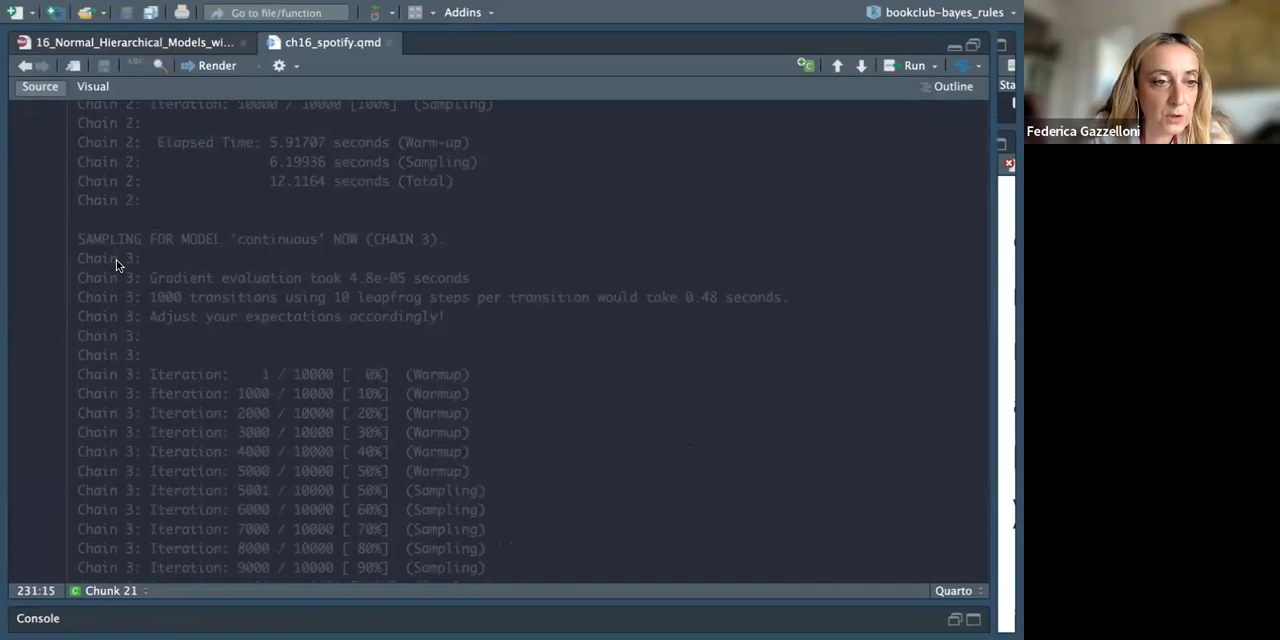 Go to file/function
Addins
bookclub-bayes_rules
16_Normal_Hierarchical_Models_wi...
ch16_spotify.qmd
Render
Run
Source
Visual
Outline
Sta
Chain 2: Iteration: 10000 / 10000 [100%] (Sampling)
Chain 2:
Chain 2: Elapsed Time: 5.91707 seconds (Warm-up)
Chain 2: 6.19936 seconds (Sampling)
Chain 2: 12.1164 seconds (Total)
Chain 2:
SAMPLING FOR MODEL 'continuous' NOW (CHAIN 3).
Chain 3:
Chain 3: Gradient evaluation took 4.8e-05 seconds
Chain 3: 1000 transitions using 10 leapfrog steps per transition would take 0.48 seconds.
Chain 3: Adjust your expectations accordingly!
Chain 3:
Chain 3:
Chain 3: Iteration: 1 / 10000 [ 0%] (Warmup)
Chain 3: Iteration: 1000 / 10000 [ 10%] (Warmup)
Chain 3: Iteration: 2000 / 10000 [ 20%] (Warmup)
Chain 3: Iteration: 3000 / 10000 [ 30%] (Warmup)
Chain 3: Iteration: 4000 / 10000 [ 40%] (Warmup)
Chain 3: Iteration: 5000 / 10000 [ 50%] (Warmup)
Chain 3: Iteration: 5001 / 10000 [ 50%] (Sampling)
Chain 3: Iteration: 6000 / 10000 [ 60%] (Sampling)
Chain 3: Iteration: 7000 / 10000 [ 70%] (Sampling)
Chain 3: Iteration: 8000 / 10000 [ 80%] (Sampling)
Chain 3: Iteration: 9000 / 10000 [ 90%] (Sampling)
231:15
Chunk 21
Quarto
Console
Federica Gazzelloni